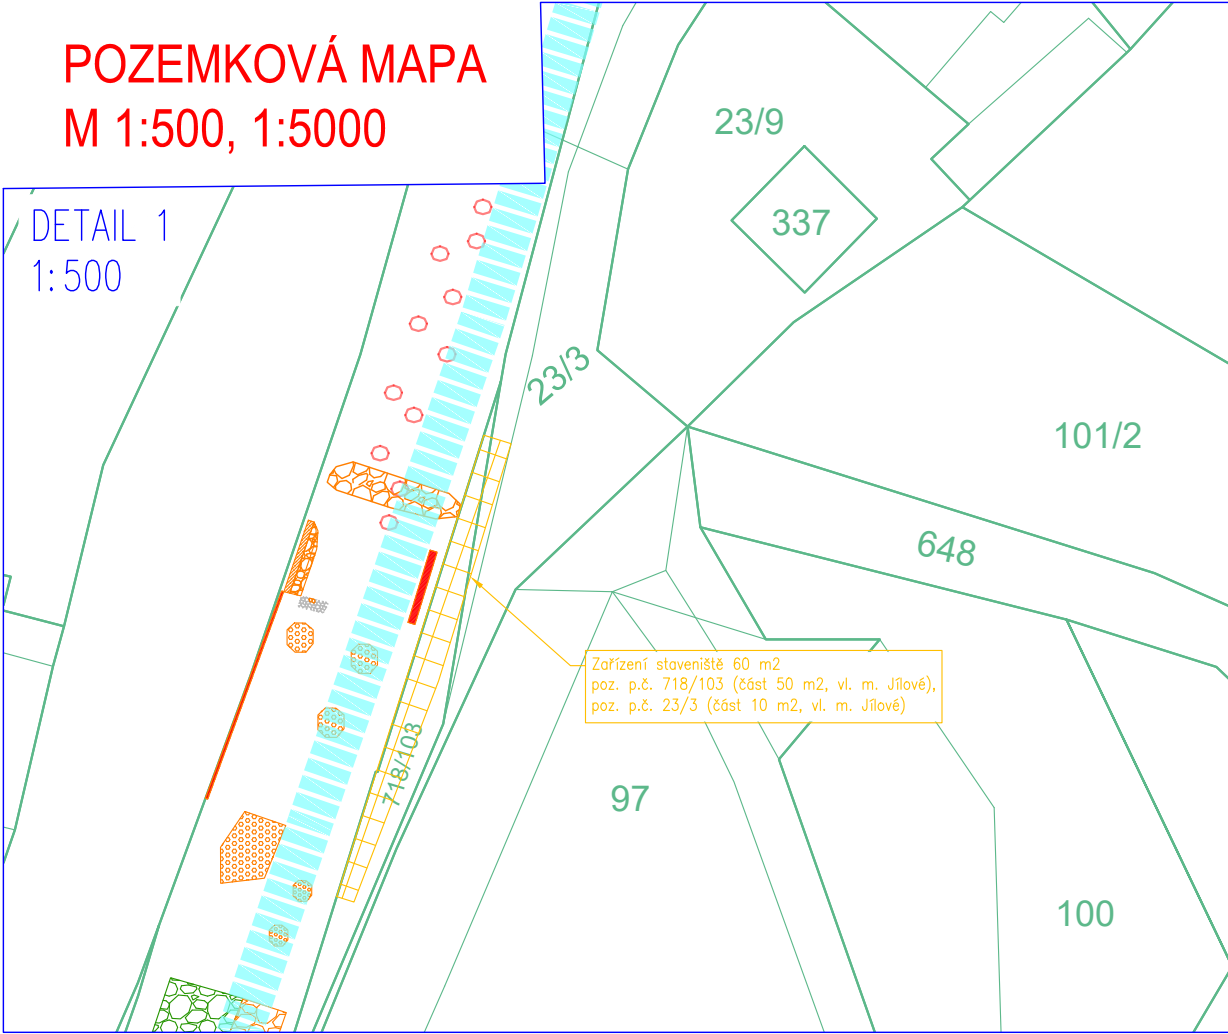 POZEMKOVÁ MAPA
M 1:500, 1:5000
DETAIL 1
1:500
23/9
337
23/3
101/2
648
Zařízení staveniště 60 m2
poz. p.č. 718/103 (část 50 m2, vl. m. Jílové),
poz. p.č. 23/3 (část 10 m2, vl. m. Jílové)
718/103
97
100